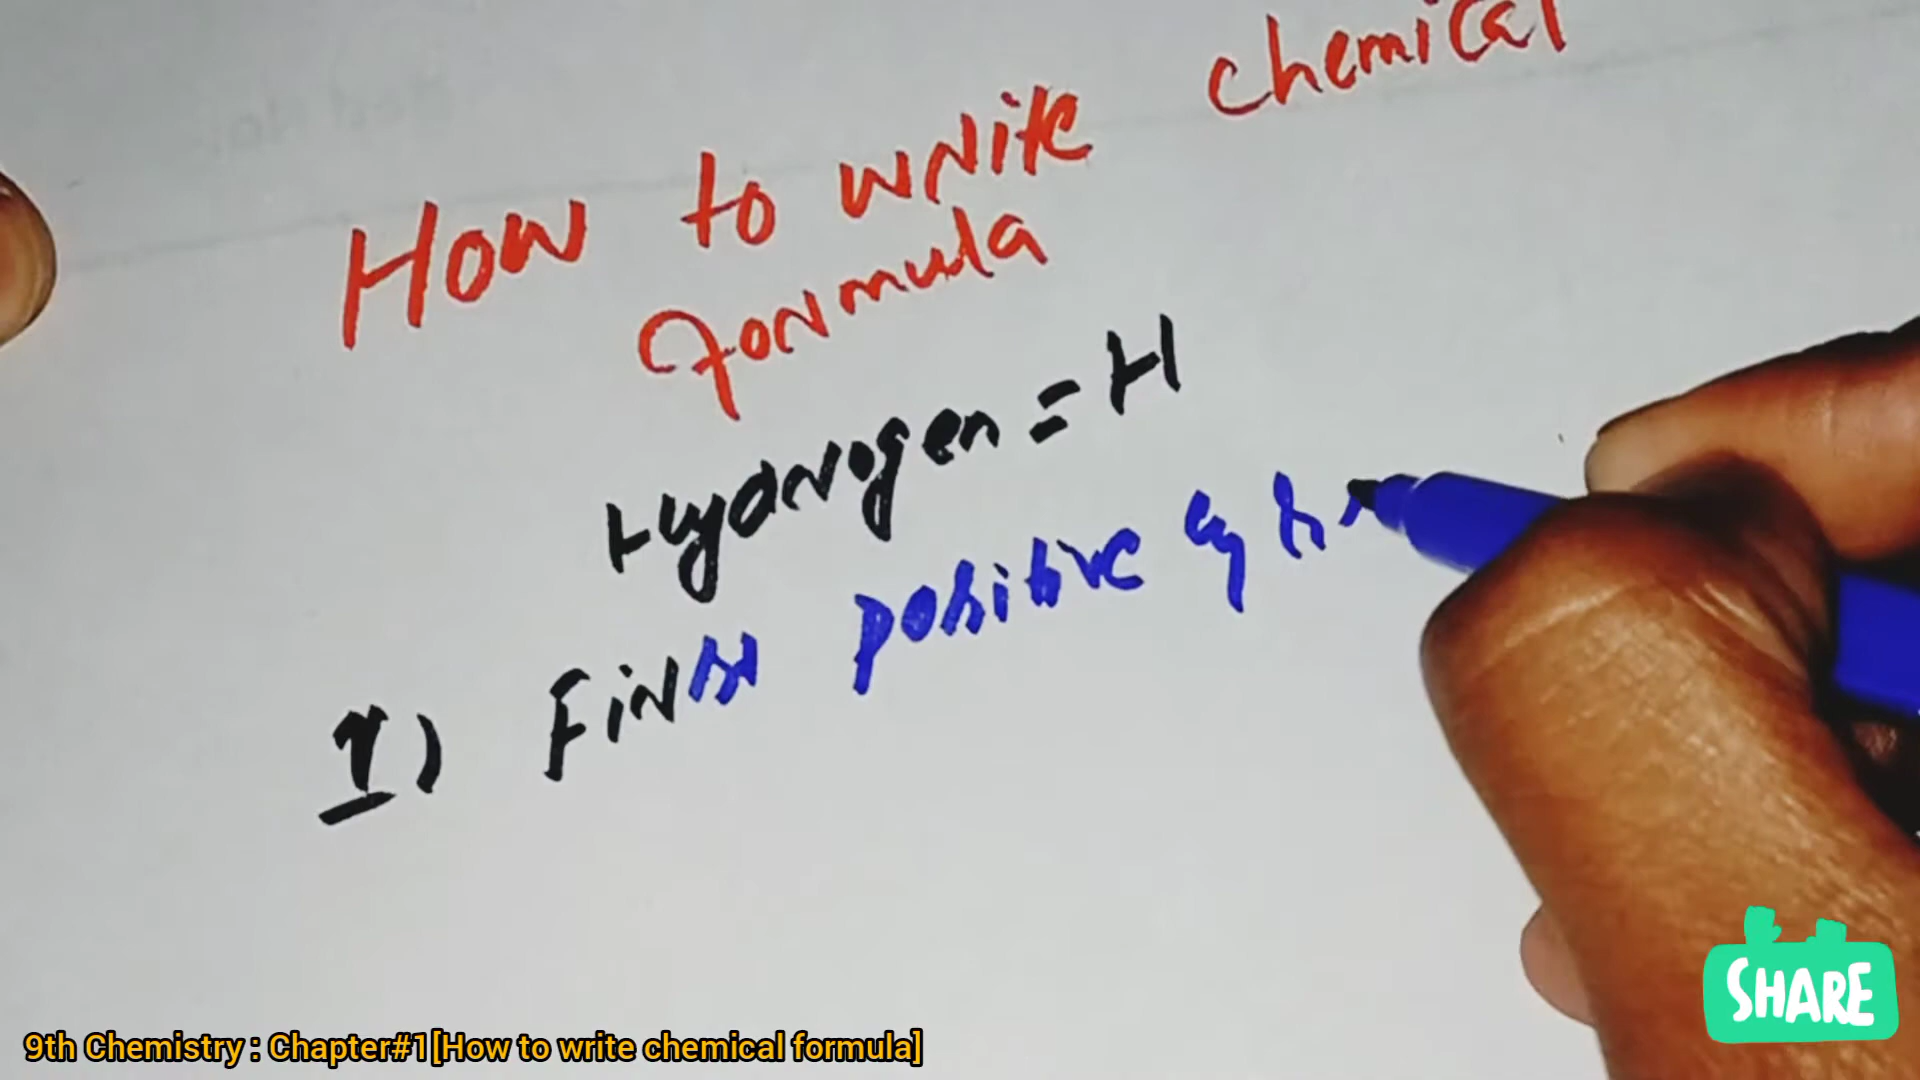 How to write chemical
formula
Hydrogen = H
1) First positive
SHARE
9th Chemistry : Chapter#1[How to write chemical formula]